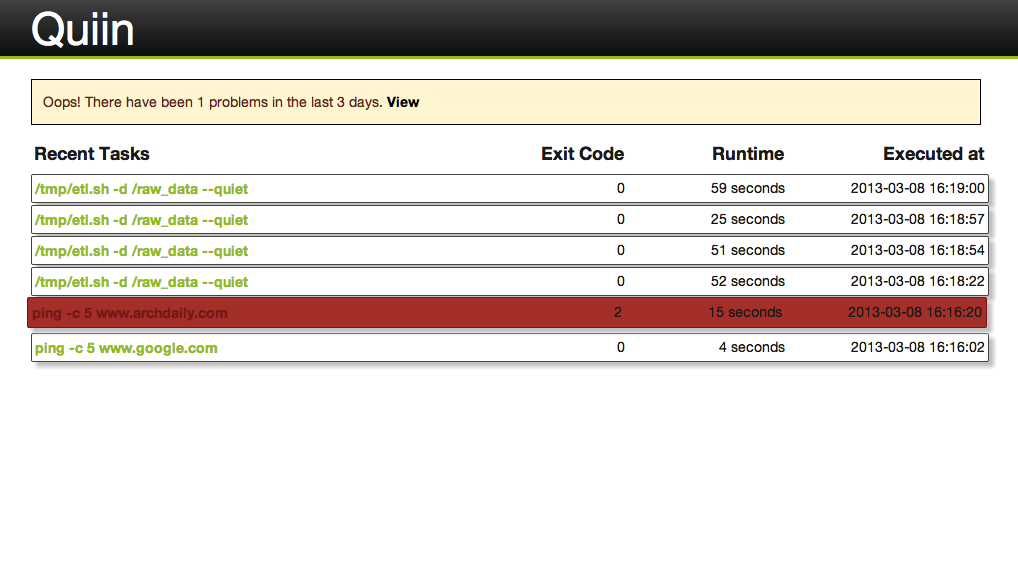 Quiin
Oops! There have been 1 problems in the last 3 days. View
Recent Tasks Exit Code Runtime Executed at
/tmp/etl.sh -d /raw_data --quiet 0 59 seconds 2013-03-08 16:19:00
/tmp/etl.sh -d /raw_data --quiet 0 25 seconds 2013-03-08 16:18:57
/tmp/etl.sh -d /raw_data --quiet 0 51 seconds 2013-03-08 16:18:54
/tmp/etl.sh -d /raw_data --quiet 0 52 seconds 2013-03-08 16:18:22
ping -c 5 www.archdaily.com 2 15 seconds 2013-03-08 16:16:20
ping -c 5 www.google.com 0 4 seconds 2013-03-08 16:16:02